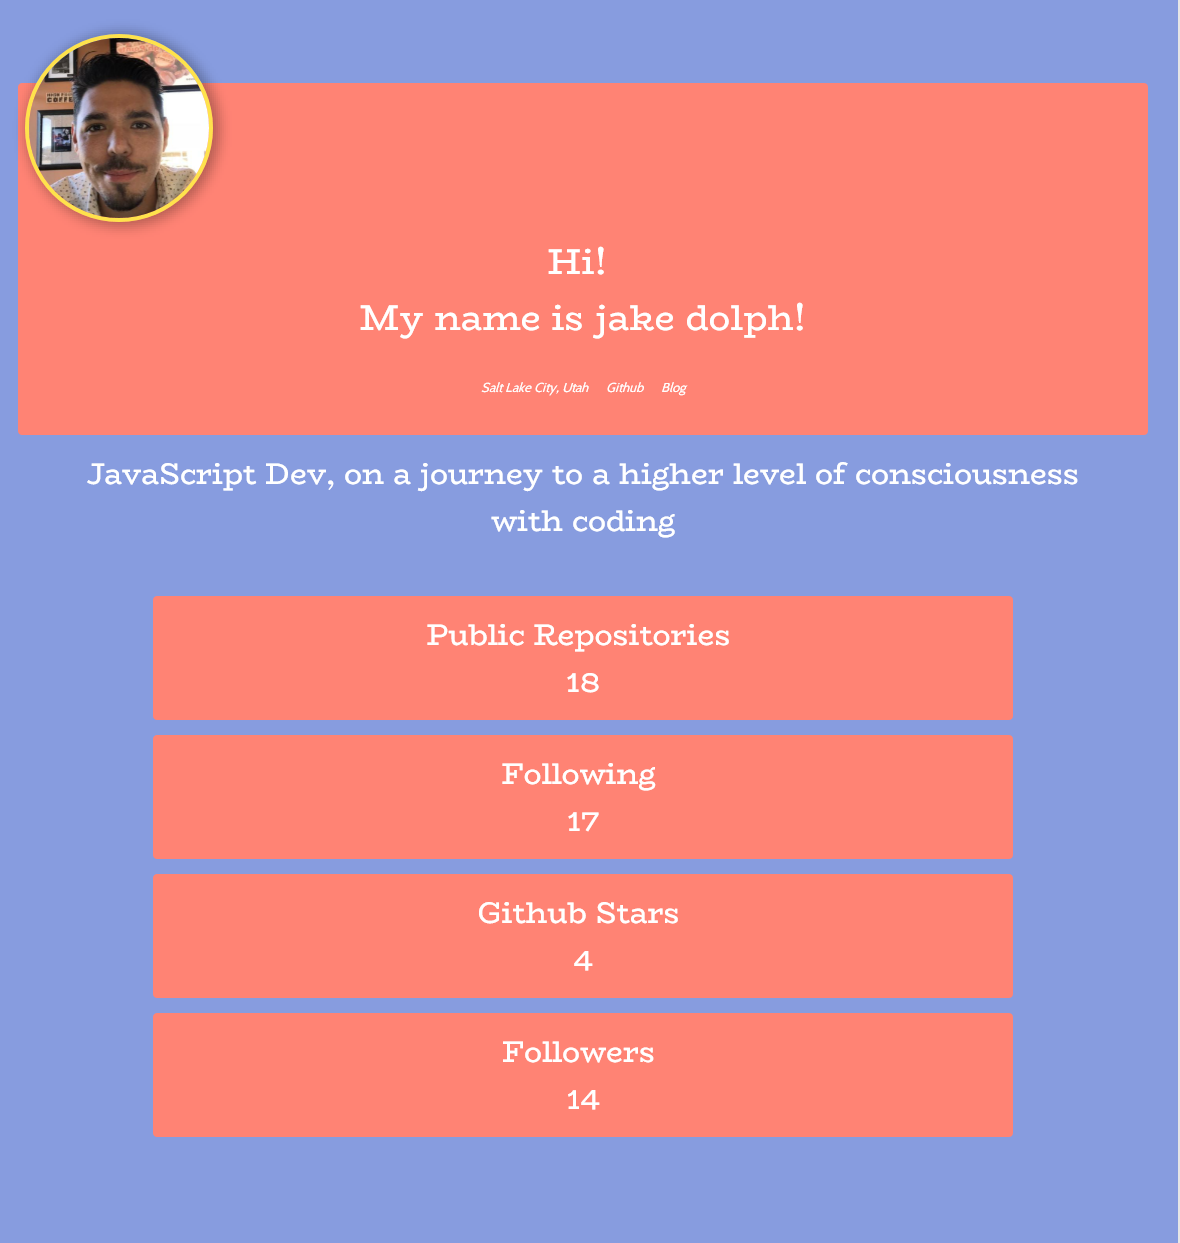 Hi!
My name is jake dolph!
Salt Lake City, Utah Github Blog
JavaScript Dev, on a journey to a higher level of consciousness
with coding
Public Repositories
18
Following
17
Github Stars
4
Followers
14